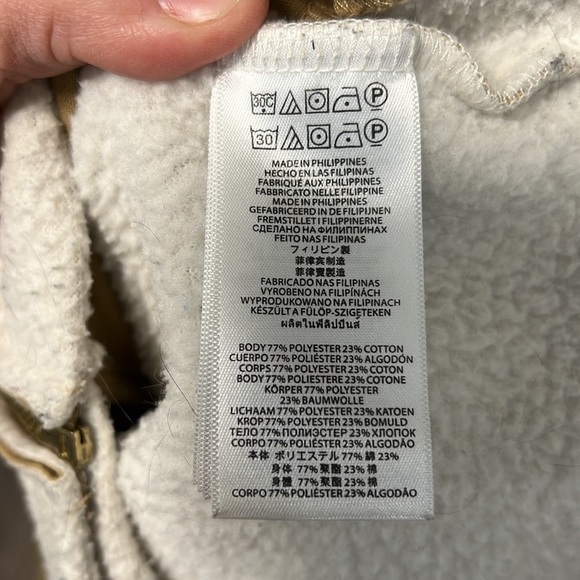 30C P
30 P
MADE IN PHILIPPINES
HECHO EN LAS FILIPINAS
FABRIQUÉ AUX PHILIPPINES
FABBRICATO NELLE FILIPPINE
MADE IN PHILIPPINES
GEFABRICEERD IN DE FILIPIJNEN
FREMSTILLET I FILIPPINERNE
СДЕЛАНО НА ФИЛИППИНАХ
FEITO NAS FILIPINAS
フィリピン製
菲律宾制造
菲律賓製造
FABRICADO NAS FILIPINAS
VYROBENO NA FILIPÍNÁCH
WYPRODUKOWANO NA FILIPINACH
KÉSZÜLT A FÜLÖP-SZIGETEKEN
ผลิตในฟิลิปปินส์
BODY 77% POLYESTER 23% COTTON
CUERPO 77% POLIÉSTER 23% ALGODÓN
CORPS 77% POLYESTER 23% COTON
BODY 77% POLIESTERE 23% COTONE
KÖRPER 77% POLYESTER
23% BAUMWOLLE
LICHAAM 77% POLYESTER 23% KATOEN
KROP 77% POLYESTER 23% BOMULD
ТЕЛО 77% ПОЛИЭСТЕР 23% ХЛОПОК
CORPO 77% POLIÉSTER 23% ALGODÃO
本体 ポリエステル 77% 綿 23%
身体 77% 聚酯 23% 棉
身體 77% 聚酯 23% 棉
CORPO 77% POLIÉSTER 23% ALGODÃO